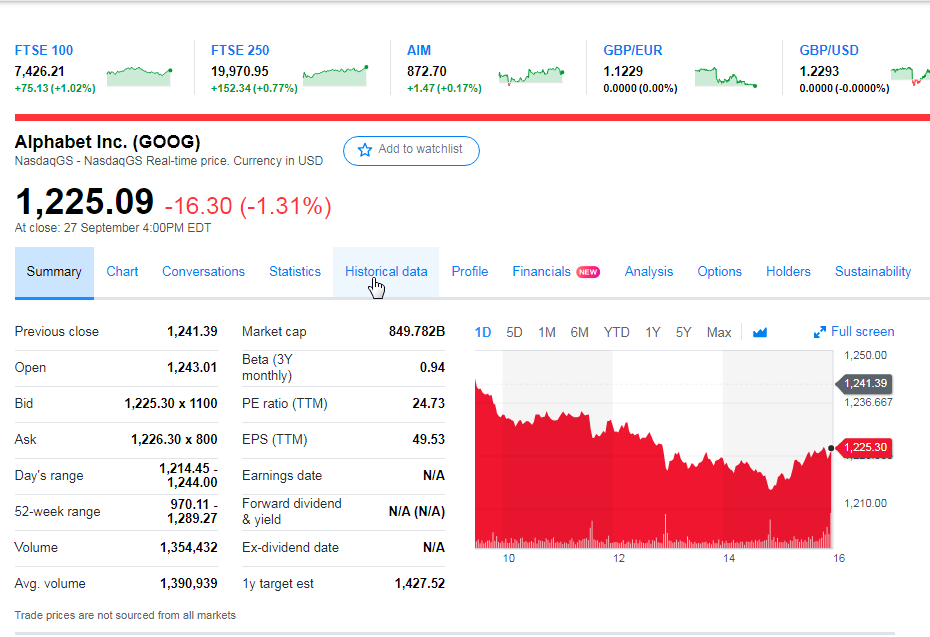 FTSE 100 FTSE 250 AIM GBP/EUR GBP/USD
7,426.21 19,970.95 872.70 1.1229 1.2293
+75.13 (+1.02%) +152.34 (+0.77%) +1.47 (+0.17%) 0.0000 (0.00%) 0.0000 (-0.0000%)
Alphabet Inc. (GOOG)
Add to watchlist
NasdaqGS - NasdaqGS Real-time price. Currency in USD
1,225.09 -16.30 (-1.31%)
At close: 27 September 4:00PM EDT
Summary Chart Conversations Statistics Historical data Profile Financials NEW Analysis Options Holders Sustainability
Previous close 1,241.39
Open 1,243.01
Bid 1,225.30 x 1100
Ask 1,226.30 x 800
Day's range 1,214.45 -
1,244.00
52-week range 970.11 -
1,289.27
Volume 1,354,432
Avg. volume 1,390,939
Market cap 849.782B
Beta (3Y
monthly) 0.94
PE ratio (TTM) 24.73
EPS (TTM) 49.53
Earnings date N/A
Forward dividend
& yield N/A (N/A)
Ex-dividend date N/A
1y target est 1,427.52
1D 5D 1M 6M YTD 1Y 5Y Max Full screen
1,250.00
1,241.39
1,236.667
1,225.30
1,210.00
10 12 14 16
Trade prices are not sourced from all markets